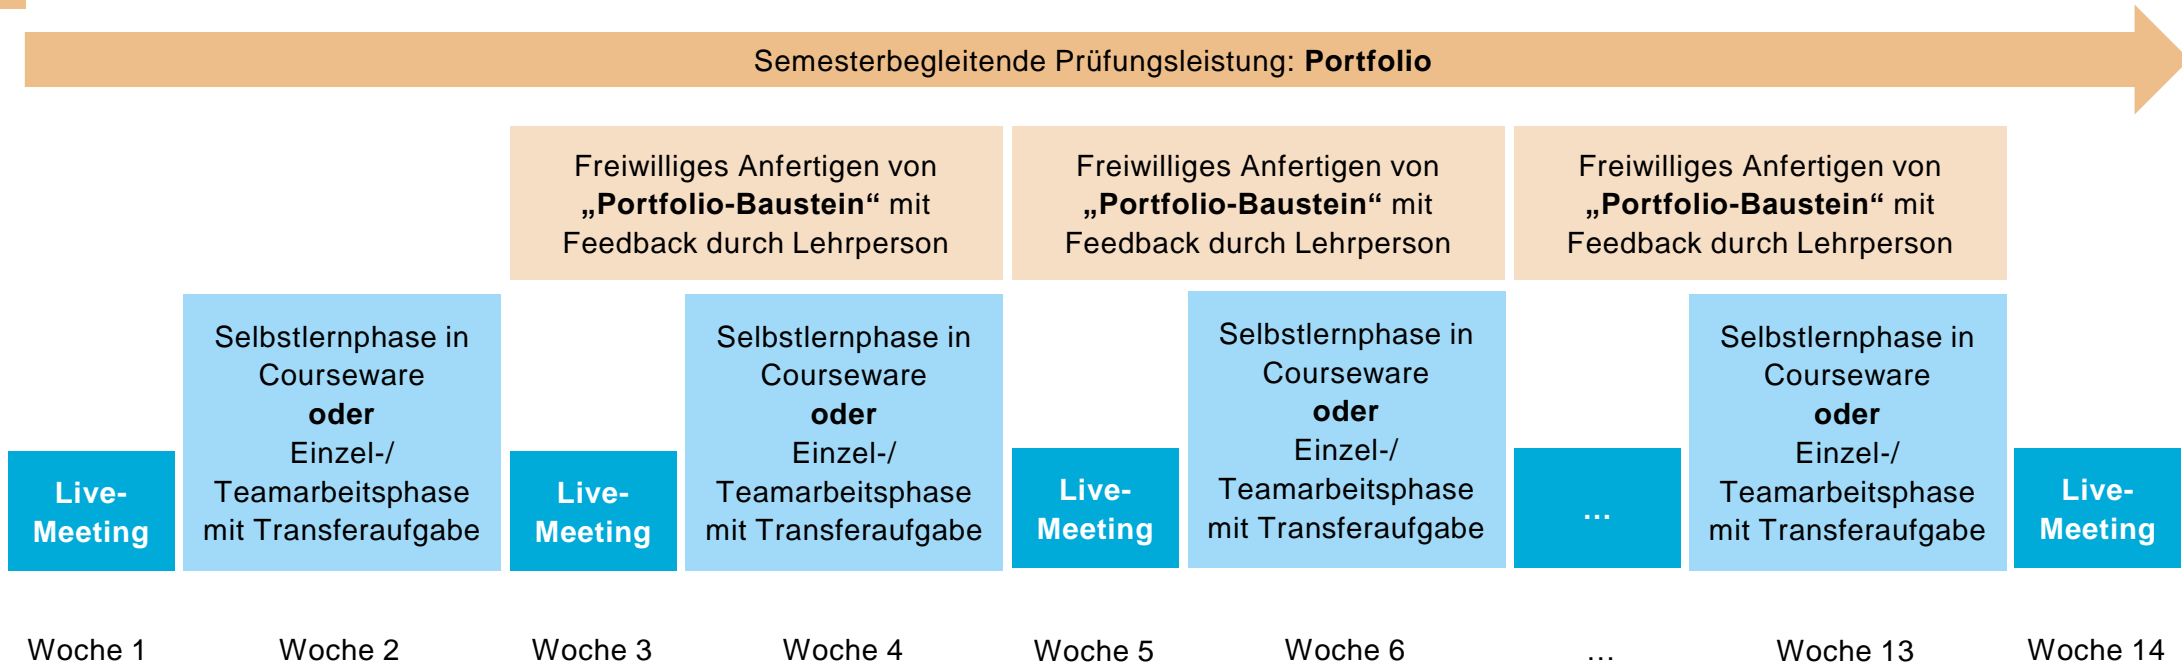 Semesterbegleitende Prüfungsleistung: Portfolio
Freiwilliges Anfertigen von
„Portfolio-Baustein“ mit
Feedback durch Lehrperson
Freiwilliges Anfertigen von
„Portfolio-Baustein“ mit
Feedback durch Lehrperson
Freiwilliges Anfertigen von
„Portfolio-Baustein“ mit
Feedback durch Lehrperson
Live-
Meeting
Selbstlernphase in
Courseware
oder
Einzel-/
Teamarbeitsphase
mit Transferaufgabe
Live-
Meeting
Selbstlernphase in
Courseware
oder
Einzel-/
Teamarbeitsphase
mit Transferaufgabe
Live-
Meeting
Selbstlernphase in
Courseware
oder
Einzel-/
Teamarbeitsphase
mit Transferaufgabe
...
Selbstlernphase in
Courseware
oder
Einzel-/
Teamarbeitsphase
mit Transferaufgabe
Live-
Meeting
Woche 1
Woche 2
Woche 3
Woche 4
Woche 5
Woche 6
...
Woche 13
Woche 14